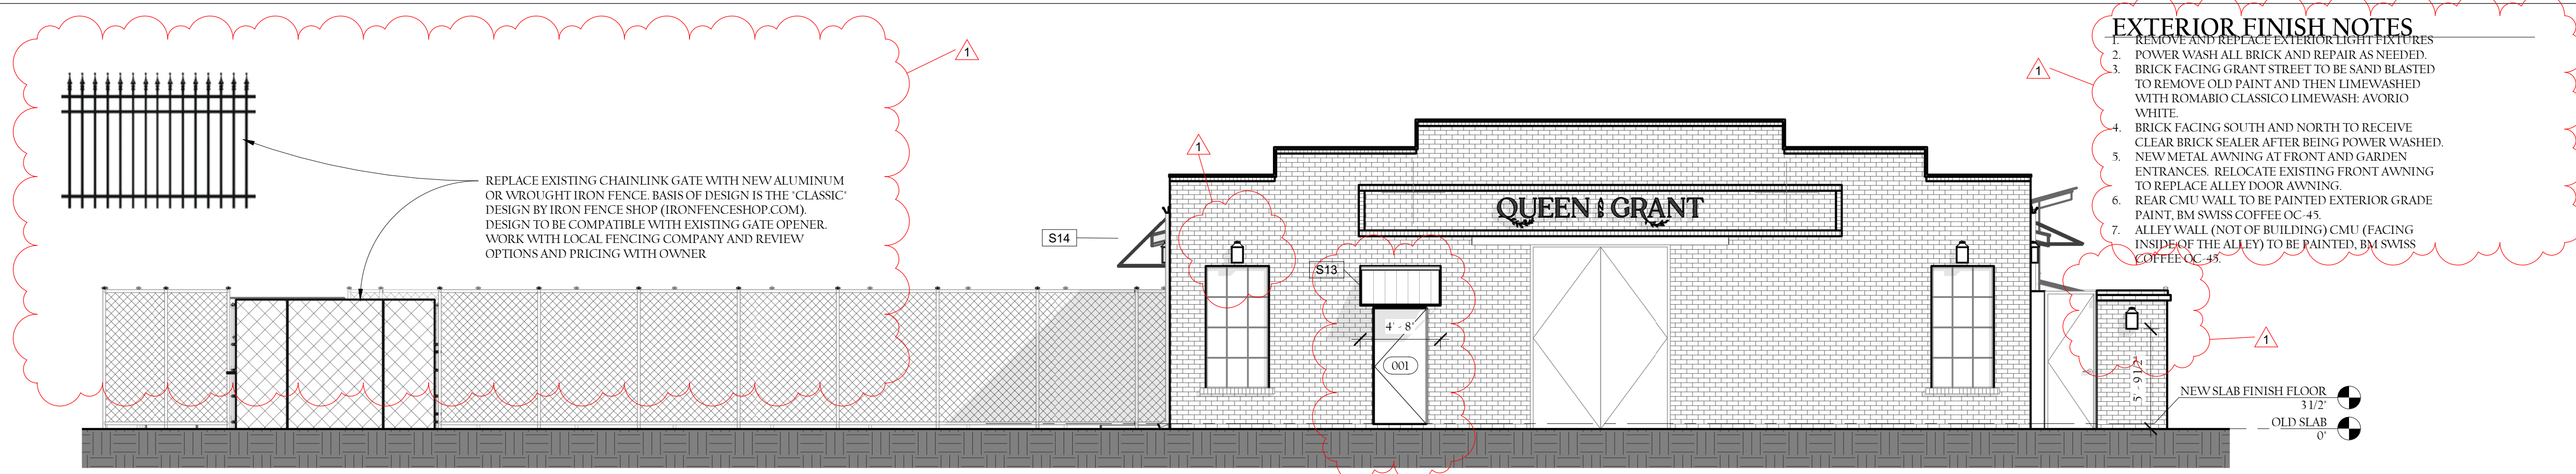 EXTERIOR FINISH NOTES
1. REMOVE AND REPLACE EXTERIOR LIGHT FIXTURES
2. POWER WASH ALL BRICK AND REPAIR AS NEEDED.
3. BRICK FACING GRANT STREET TO BE SAND BLASTED
TO REMOVE OLD PAINT AND THEN LIMEWASHED
WITH ROMABIO CLASSICO LIMEWASH: AVORIO
WHITE.
4. BRICK FACING SOUTH AND NORTH TO RECEIVE
CLEAR BRICK SEALER AFTER BEING POWER WASHED.
5. NEW METAL AWNING AT FRONT AND GARDEN
ENTRANCES. RELOCATE EXISTING FRONT AWNING
TO REPLACE ALLEY DOOR AWNING.
6. REAR CMU WALL TO BE PAINTED EXTERIOR GRADE
PAINT, BM SWISS COFFEE OC-45.
7. ALLEY WALL (NOT OF BUILDING) CMU (FACING
INSIDE OF THE ALLEY) TO BE PAINTED, BM SWISS
COFFEE OC-45.
1
1
1
REPLACE EXISTING CHAINLINK GATE WITH NEW ALUMINUM
OR WROUGHT IRON FENCE. BASIS OF DESIGN IS THE "CLASSIC"
DESIGN BY IRON FENCE SHOP (IRONFENCESHOP.COM).
DESIGN TO BE COMPATIBLE WITH EXISTING GATE OPENER.
WORK WITH LOCAL FENCING COMPANY AND REVIEW
OPTIONS AND PRICING WITH OWNER
QUEEN & GRANT
S14
S13
4' - 8"
001
1
5' - 9 1/2"
NEW SLAB FINISH FLOOR
3 1/2"
OLD SLAB
0"